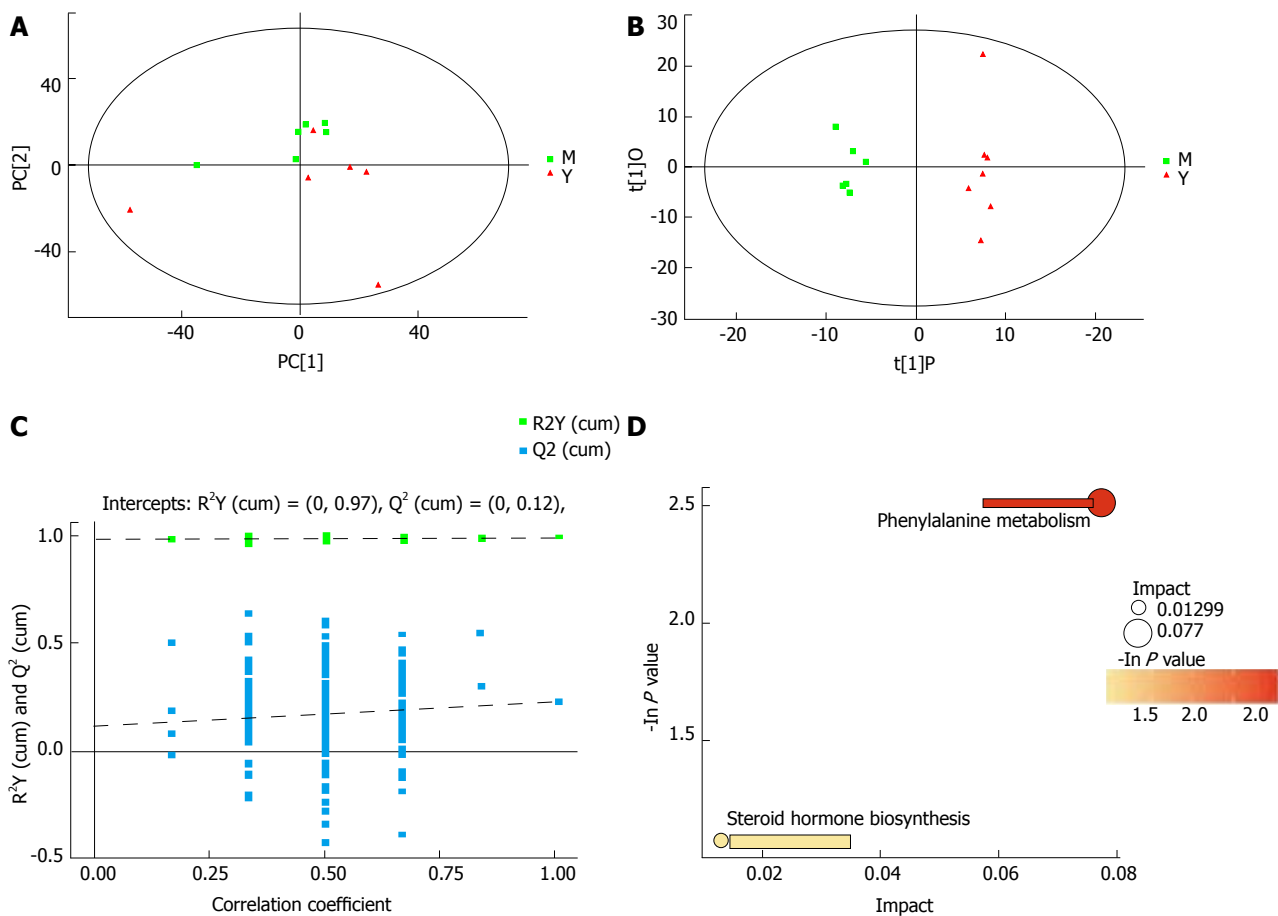 A
40
0
-40
PC[2]
-40
0
40
PC[1]
M
Y
B
30
20
10
0
-10
-20
-30
t[1]O
-20
-10
0
10
-20
t[1]P
M
Y
C
R2Y (cum)
Q2 (cum)
Intercepts: R²Y (cum) = (0, 0.97), Q² (cum) = (0, 0.12),
1.0
0.5
0.0
-0.5
R²Y (cum) and Q² (cum)
0.00
0.25
0.50
0.75
1.00
Correlation coefficient
D
2.5
2.0
1.5
-In P value
Phenylalanine metabolism
Steroid hormone biosynthesis
0.02
0.04
0.06
0.08
Impact
Impact
0.01299
0.077
-In P value
1.5 2.0 2.0